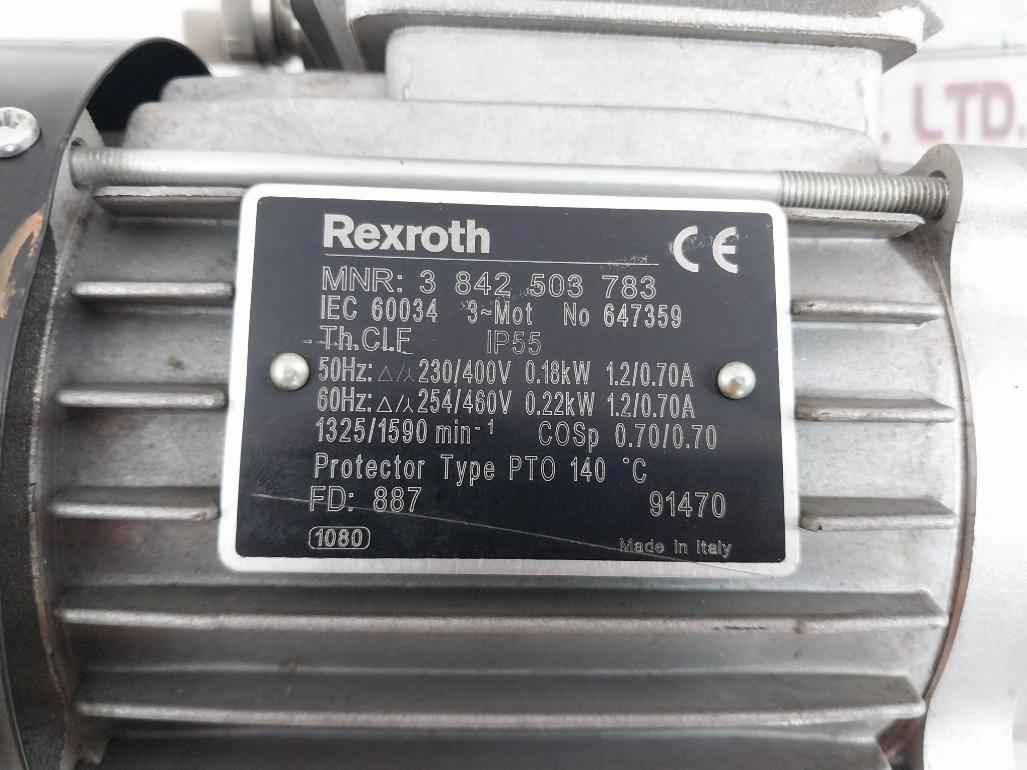 Rexroth CE
MNR: 3 842 503 783
IEC 60034 3~Mot No 647359
Th.Cl.F IP55
50Hz: △/⅄ 230/400V 0.18kW 1.2/0.70A
60Hz: △/⅄ 254/460V 0.22kW 1.2/0.70A
1325/1590 min⁻¹ COSp 0.70/0.70
Protector Type PTO 140 °C
FD: 887 91470
1080 Made in Italy
. LTD.